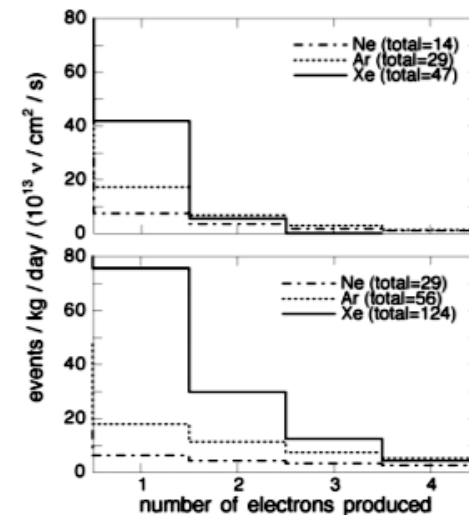 80
60
40
20
0
Ne (total=14)
Ar (total=29)
Xe (total=47)
80
60
40
20
0
Ne (total=29)
Ar (total=56)
Xe (total=124)
1 2 3 4
number of electrons produced
events / kg / day / (10¹³ ν / cm² / s)